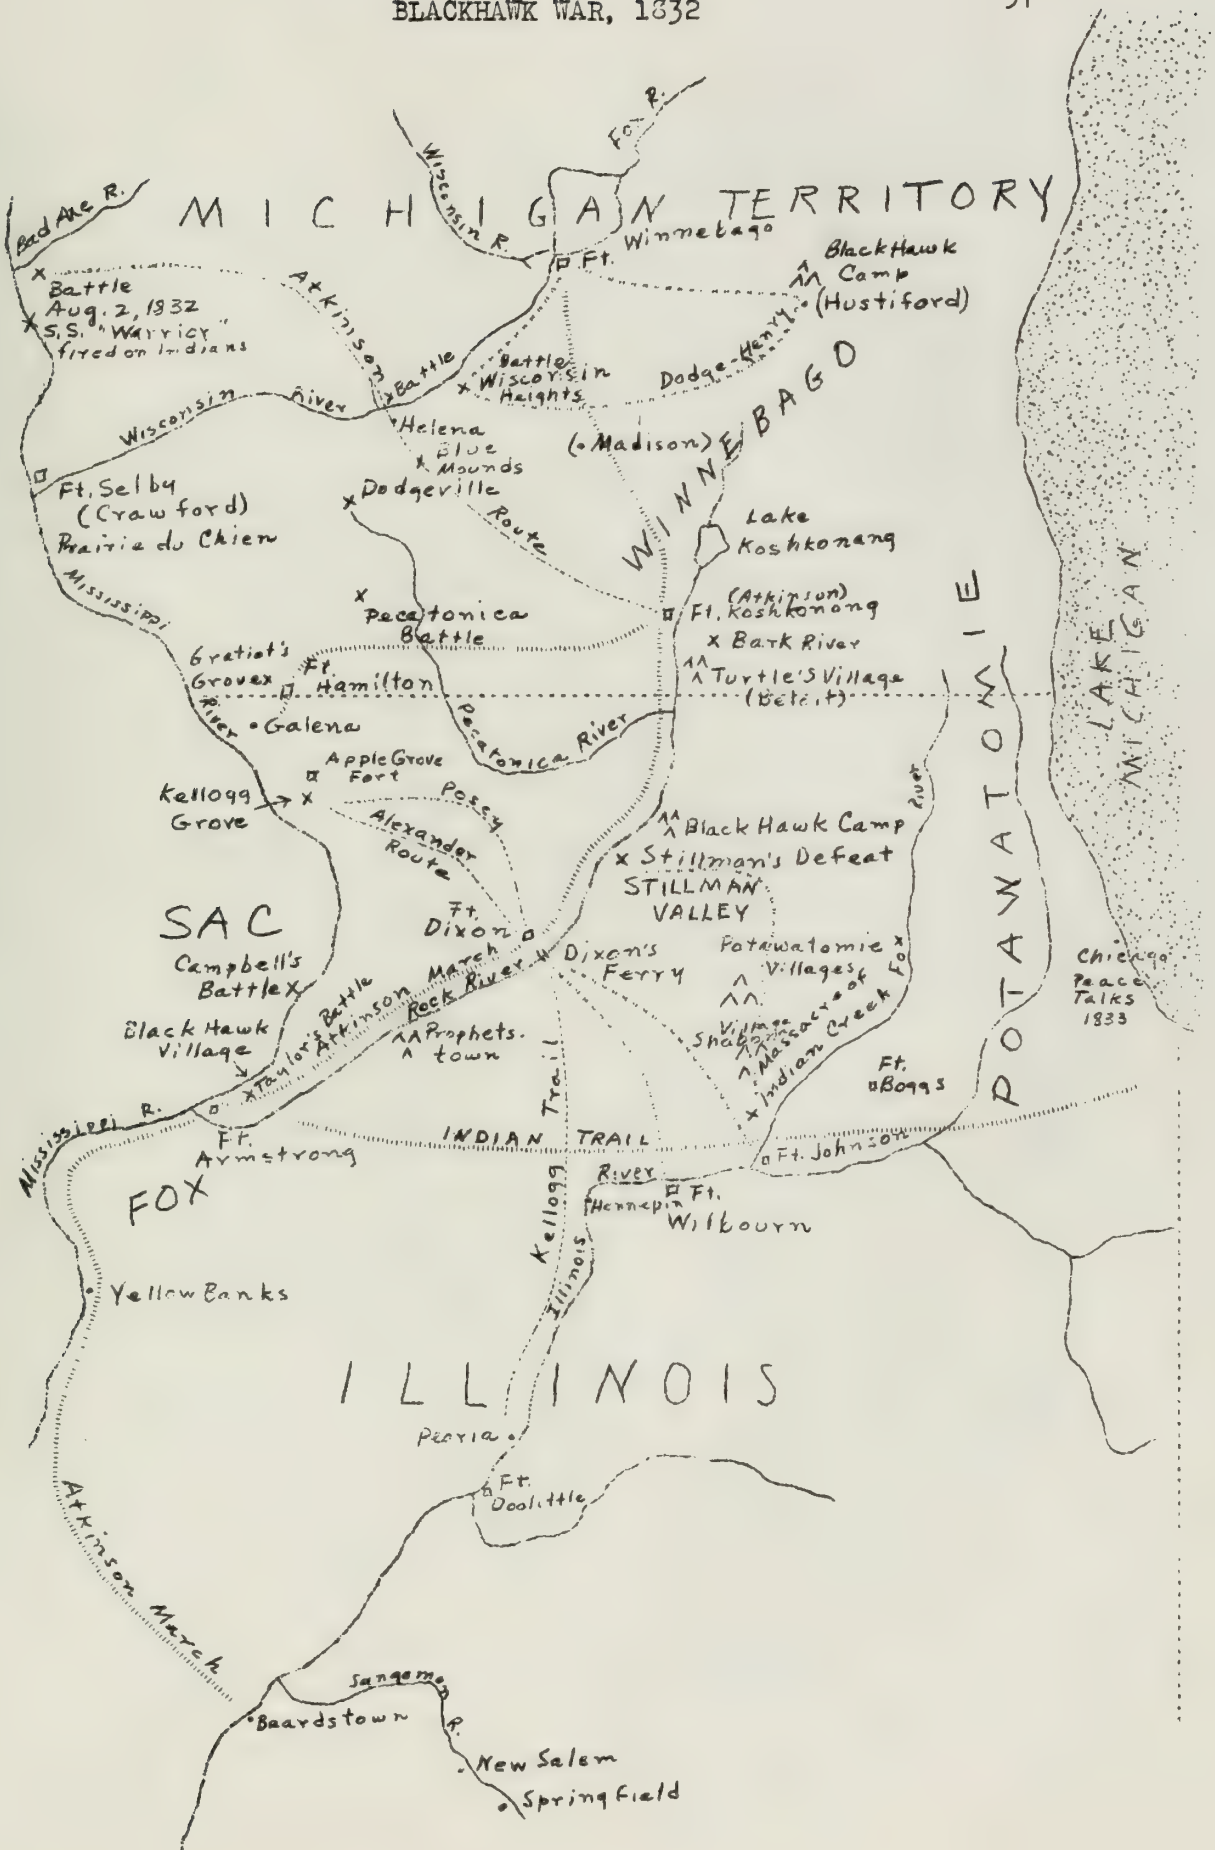 BLACKHAWK WAR, 1832
Fox R.
Wisconsin R.
Bad Axe R.
MICHIGAN TERRITORY
Ft. Winnebago
Black Hawk
Camp
(Hustiford)
Battle
Aug. 2, 1832
S.S. "Warrior"
fired on Indians
Atkinson
Battle
Battle
Wisconsin
Heights
Dodge-Henry
WINNEBAGO
Wisconsin River
Helena
Blue
Mounds
(Madison)
Dodgeville
Ft. Selby
(Crawford)
Prairie du Chien
Route
Lake
Koshkonang
Mississippi
River
Pecatonica
Battle
(Atkinson)
Ft. Koshkonong
Bark River
Turtle's Village
(Beloit)
Gratiot's
Grove
Ft.
Hamilton
Galena
Pecatonica River
LAKE
MICHIGAN
POTAWATOMIE
Apple Grove
Fort
Kellogg
Grove
Posey
Alexander
Route
River
Black Hawk Camp
Stillman's Defeat
STILLMAN
VALLEY
SAC
Ft.
Dixon
Campbell's
Battle
Dixon's
Ferry
Potawatomie
Villages
Fox
Chicago
Peace
Talks
1833
Black Hawk
Village
Taylor's Battle
Atkinson March
Rock River
Prophets-
town
Village
Massacre of
Indian Creek
Ft.
Boggs
Mississippi R.
Ft.
Armstrong
Kellogg Trail
INDIAN TRAIL
Ft. Johnson
FOX
River
Hennepin
Ft.
Wilbourn
Illinois
Yellow Banks
ILLINOIS
Peoria
Ft.
Doolittle
Atkinson March
Sangamon
R.
Beardstown
New Salem
Springfield